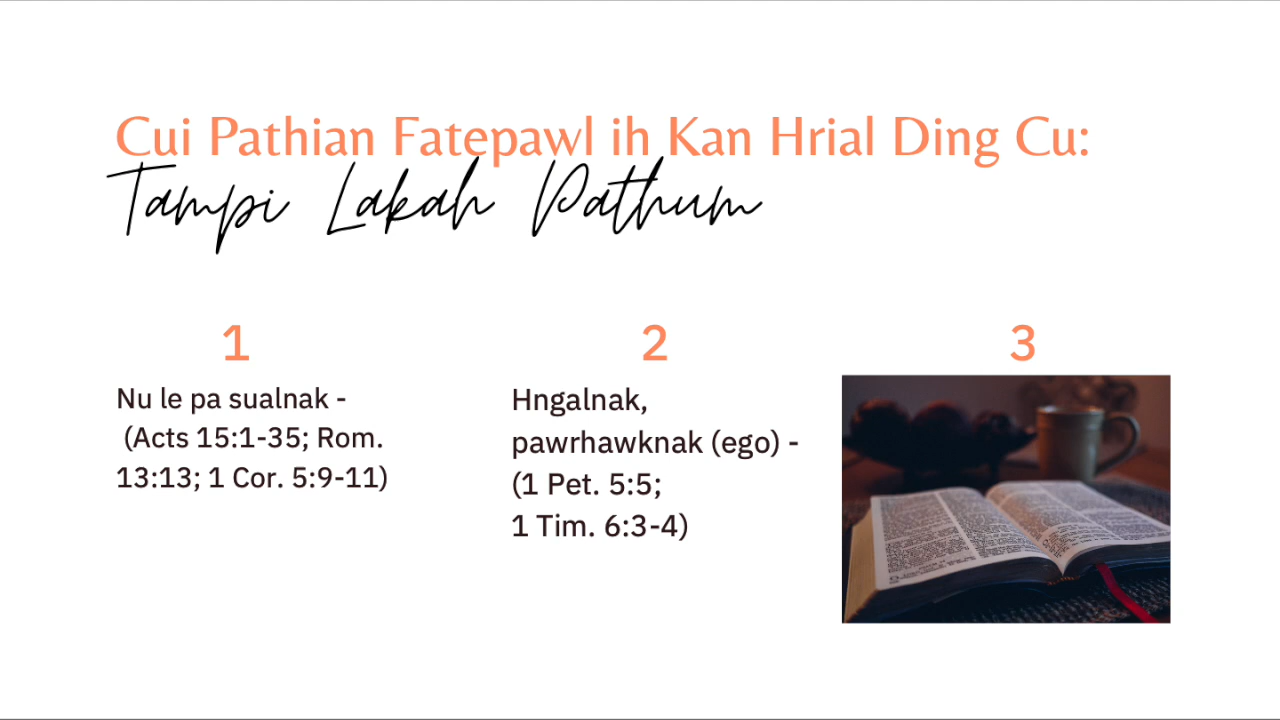 Cui Pathian Fatepawl ih Kan Hrial Ding Cu:
Tampi Lakah Pathum
1
Nu le pa sualnak -
(Acts 15:1-35; Rom.
13:13; 1 Cor. 5:9-11)
2
Hngalnak,
pawrhawknak (ego) -
(1 Pet. 5:5;
1 Tim. 6:3-4)
3